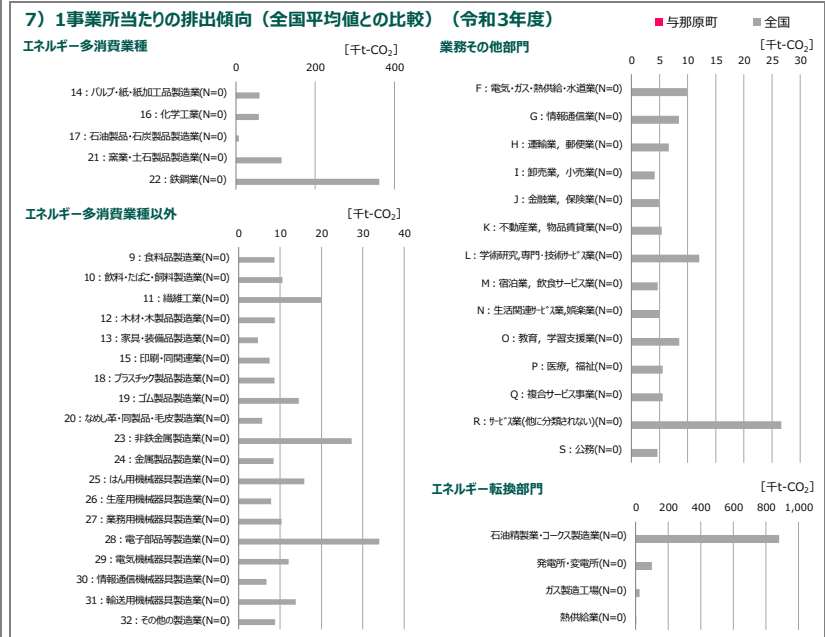 7）1事業所当たりの排出傾向（全国平均値との比較）（令和3年度）
■与那原町 ■全国
エネルギー多消費業種
[千t-CO2]
0 200 400
14：パルプ・紙・紙加工品製造業(N=0)
16：化学工業(N=0)
17：石油製品・石炭製品製造業(N=0)
21：窯業・土石製品製造業(N=0)
22：鉄鋼業(N=0)
エネルギー多消費業種以外
[千t-CO2]
0 10 20 30 40
9：食料品製造業(N=0)
10：飲料・たばこ・飼料製造業(N=0)
11：繊維工業(N=0)
12：木材・木製品製造業(N=0)
13：家具・装備品製造業(N=0)
15：印刷・同関連業(N=0)
18：プラスチック製品製造業(N=0)
19：ゴム製品製造業(N=0)
20：なめし革・同製品・毛皮製造業(N=0)
23：非鉄金属製造業(N=0)
24：金属製品製造業(N=0)
25：はん用機械器具製造業(N=0)
26：生産用機械器具製造業(N=0)
27：業務用機械器具製造業(N=0)
28：電子部品等製造業(N=0)
29：電気機械器具製造業(N=0)
30：情報通信機械器具製造業(N=0)
31：輸送用機械器具製造業(N=0)
32：その他の製造業(N=0)
業務その他部門
[千t-CO2]
0 5 10 15 20 25 30
F：電気・ガス・熱供給・水道業(N=0)
G：情報通信業(N=0)
H：運輸業，郵便業(N=0)
I：卸売業，小売業(N=0)
J：金融業，保険業(N=0)
K：不動産業，物品賃貸業(N=0)
L：学術研究,専門・技術ｻｰﾋﾞｽ業(N=0)
M：宿泊業，飲食サービス業(N=0)
N：生活関連ｻｰﾋﾞｽ業,娯楽業(N=0)
O：教育，学習支援業(N=0)
P：医療，福祉(N=0)
Q：複合サービス事業(N=0)
R：ｻｰﾋﾞｽ業(他に分類されない)(N=0)
S：公務(N=0)
エネルギー転換部門
[千t-CO2]
0 200 400 600 800 1,000
石油精製業・コークス製造業(N=0)
発電所・変電所(N=0)
ガス製造工場(N=0)
熱供給業(N=0)